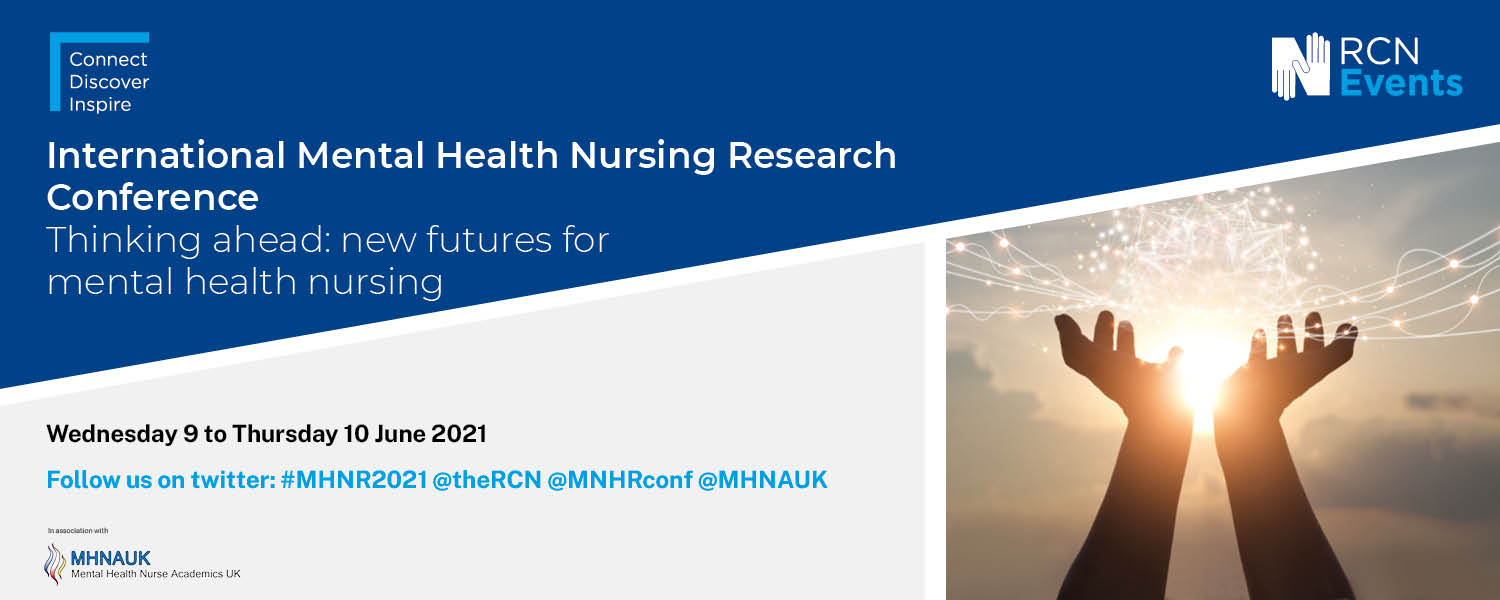 Connect
Discover
Inspire
RCN
Events
International Mental Health Nursing Research
Conference
Thinking ahead: new futures for
mental health nursing
Wednesday 9 to Thursday 10 June 2021
Follow us on twitter: #MHNR2021 @theRCN @MNHRconf @MHNAUK
In association with
MHNAUK
Mental Health Nurse Academics UK